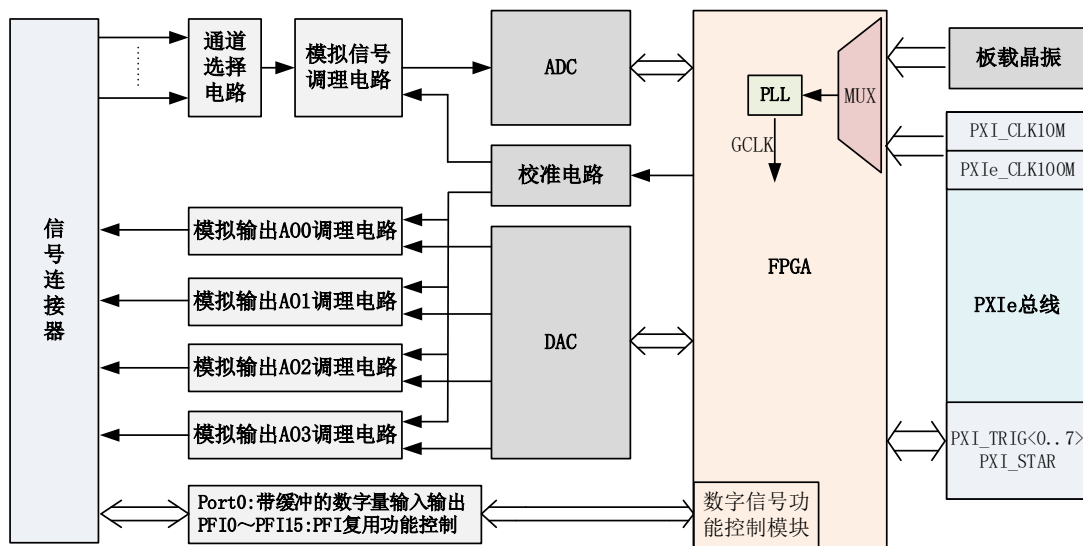 信
号
连
接
器
通道
选择
电路
模拟信号
调理电路
ADC
校准电路
模拟输出AO0调理电路
模拟输出AO1调理电路
模拟输出AO2调理电路
模拟输出AO3调理电路
DAC
Port0:带缓冲的数字量输入输出
PFI0～PFI15:PFI复用功能控制
PLL
MUX
GCLK
FPGA
数字信号功
能控制模块
板载晶振
PXI_CLK10M
PXIe_CLK100M
PXIe总线
PXI_TRIG<0..7>
PXI_STAR